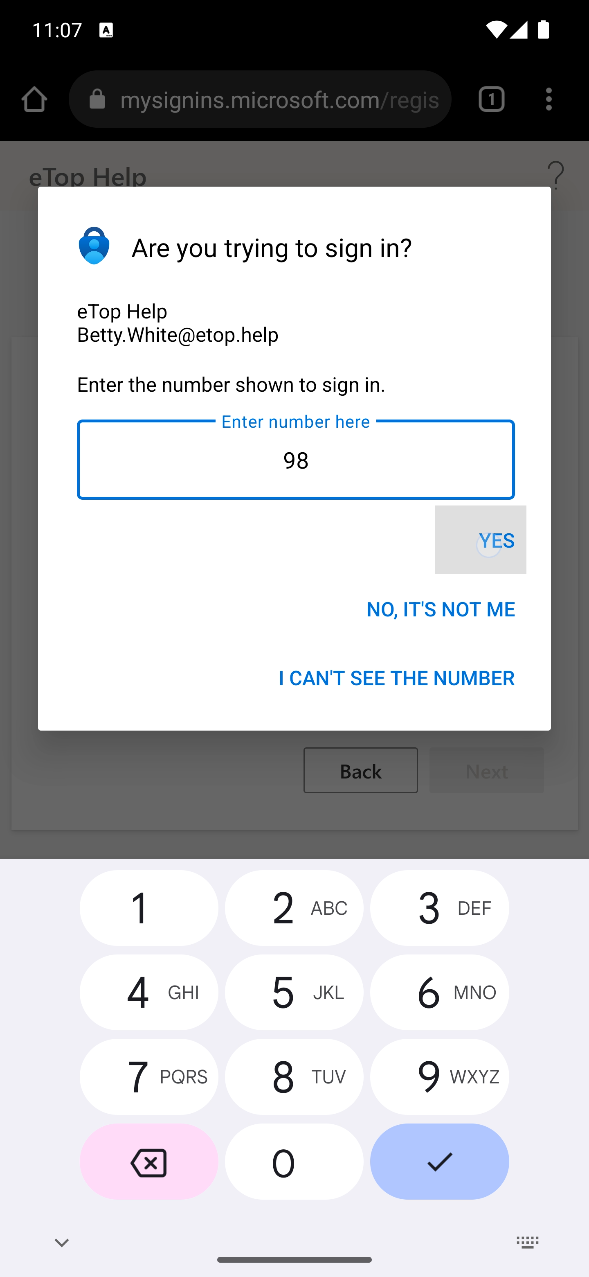 11:07 A
mysignins.microsoft.com/regis 1
eTop Help ?
Are you trying to sign in?
eTop Help
Betty.White@etop.help
Enter the number shown to sign in.
Enter number here
98
YES
NO, IT'S NOT ME
I CAN'T SEE THE NUMBER
Back Next
1 2 ABC 3 DEF
4 GHI 5 JKL 6 MNO
7 PQRS 8 TUV 9 WXYZ
0